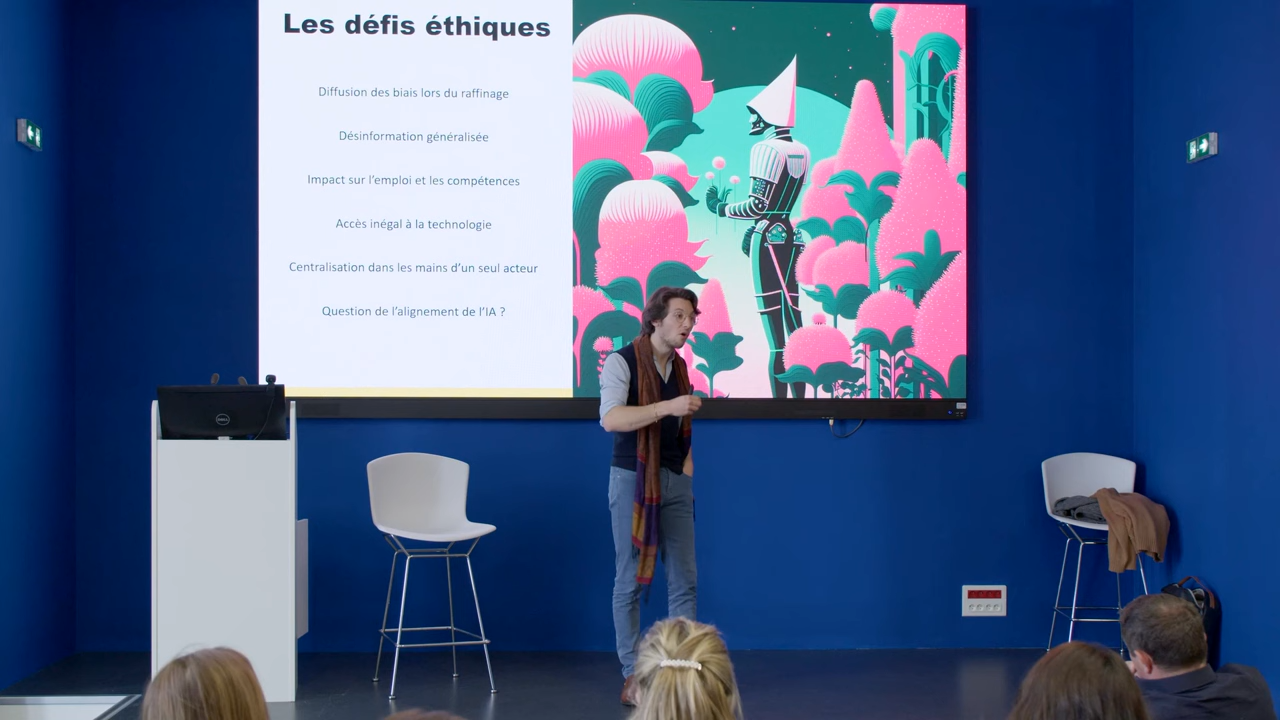 Les défis éthiques
Diffusion des biais lors du raffinage
Désinformation généralisée
Impact sur l'emploi et les compétences
Accès inégal à la technologie
Centralisation dans les mains d'un seul acteur
Question de l'alignement de l'IA ?
DELL